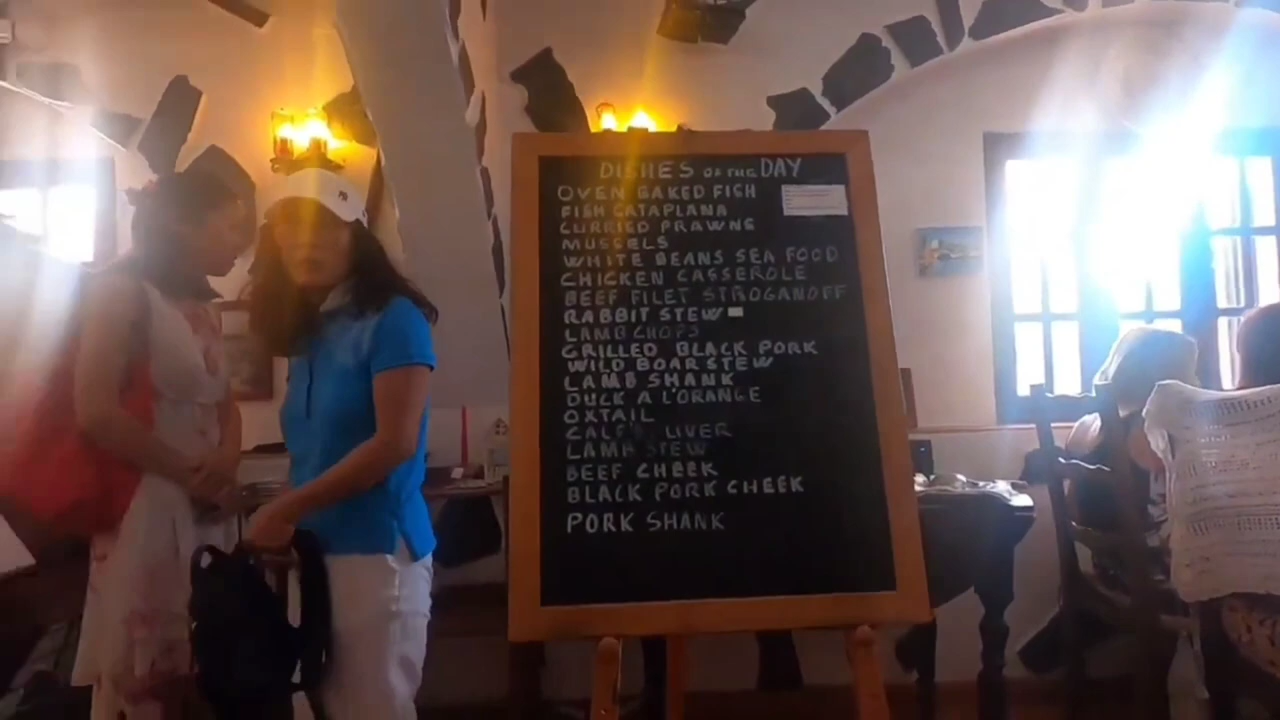 DISHES OF THE DAY
OVEN BAKED FISH
FISH CATAPLANA
CURRIED PRAWNS
MUSSELS
WHITE BEANS SEA FOOD
CHICKEN CASSEROLE
BEEF FILET STROGANOFF
RABBIT STEW
LAMB CHOPS
GRILLED BLACK PORK
WILD BOAR STEW
LAMB SHANK
DUCK A L'ORANGE
OXTAIL
CALF'S LIVER
LAMB STEW
BEEF CHEEK
BLACK PORK CHEEK
PORK SHANK